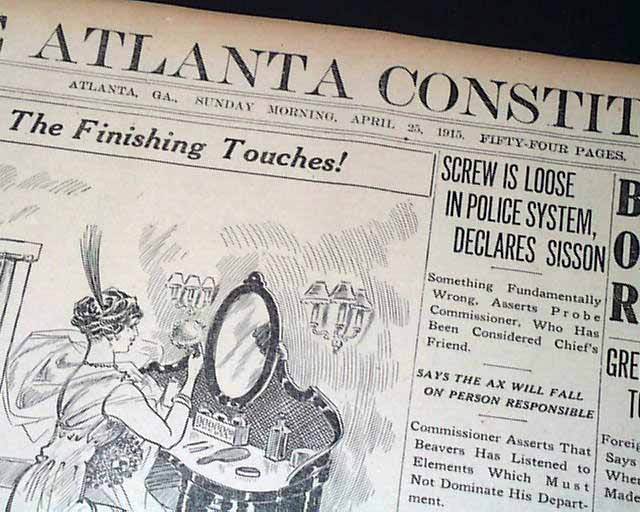 ATLANTA CONSTIT
ATLANTA, GA., SUNDAY MORNING, APRIL 25, 1915. FIFTY-FOUR PAGES.
The Finishing Touches!
SCREW IS LOOSE
IN POLICE SYSTEM,
DECLARES SISSON
Something Fundamentally
Wrong, Asserts Probe
Commissioner, Who Has
Been Considered Chief's
Friend.
SAYS THE AX WILL FALL
ON PERSON RESPONSIBLE
Commissioner Asserts That
Beavers Has Listened to
Elements Which Must
Not Dominate His Depart-
ment.
B
O
R
GRE
T
Foreig
Says
When
Made